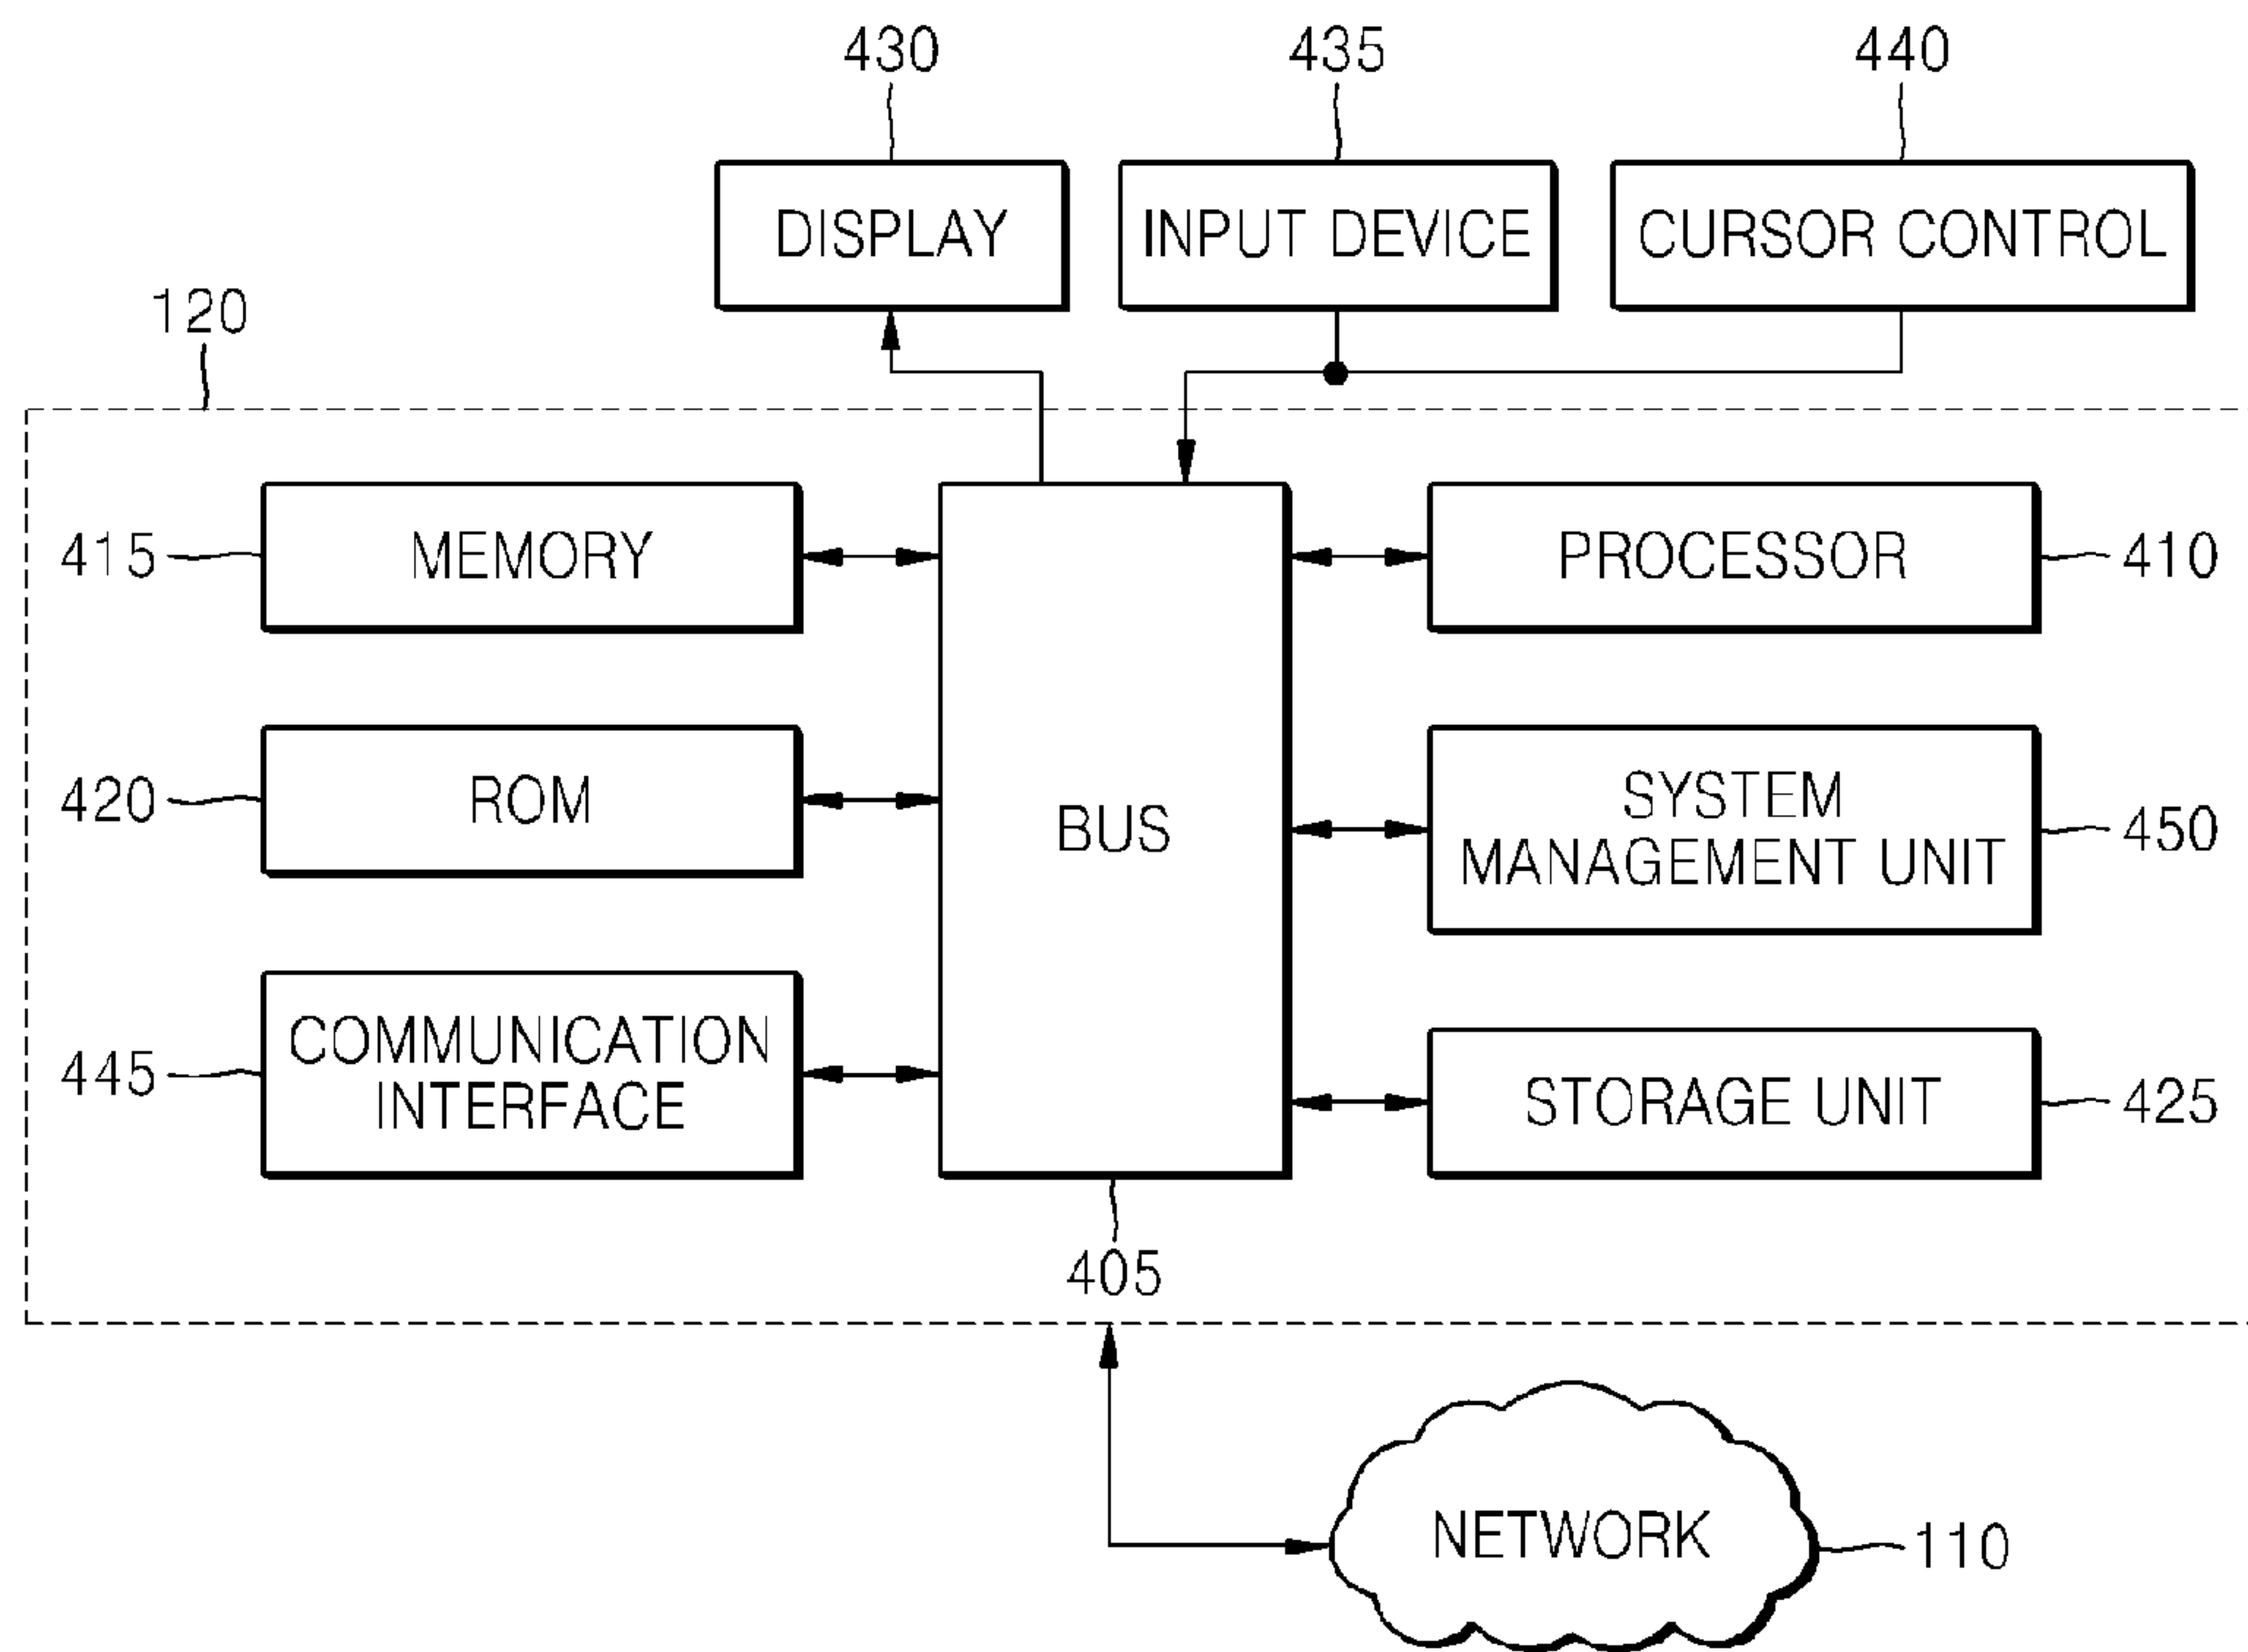 430
435
440
DISPLAY
INPUT DEVICE
CURSOR CONTROL
120
415
MEMORY
PROCESSOR
410
420
ROM
BUS
SYSTEM
MANAGEMENT UNIT
450
445
COMMUNICATION
INTERFACE
STORAGE UNIT
425
405
NETWORK
110